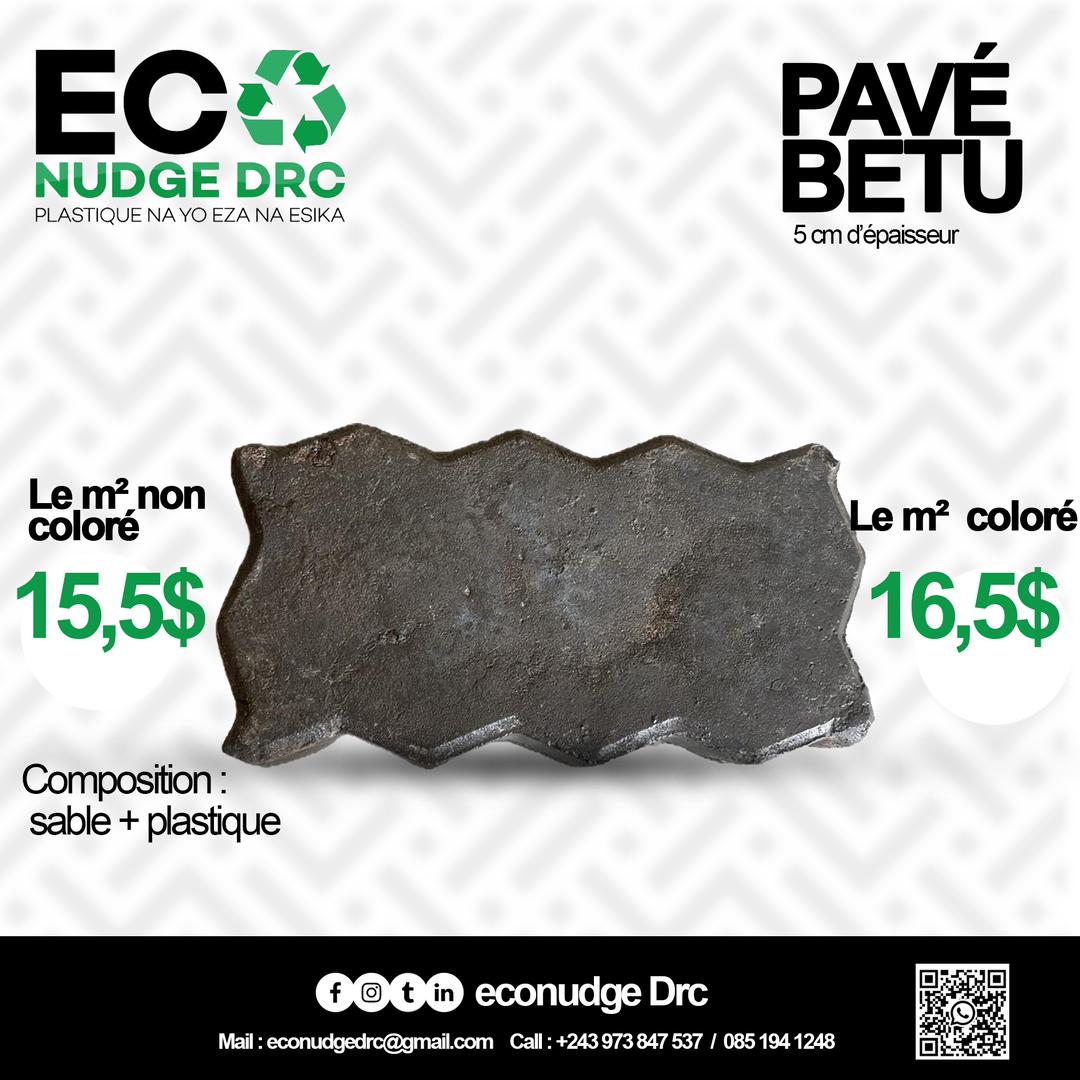 ECO
NUDGE DRC
PLASTIQUE NA YO EZA NA ESIKA
PAVÉ
BETU
5 cm d'épaisseur
Le m² non
coloré
15,5$
Le m² coloré
16,5$
Composition :
sable + plastique
econudge Drc
Mail : econudgedrc@gmail.com Call : +243 973 847 537 / 085 194 1248